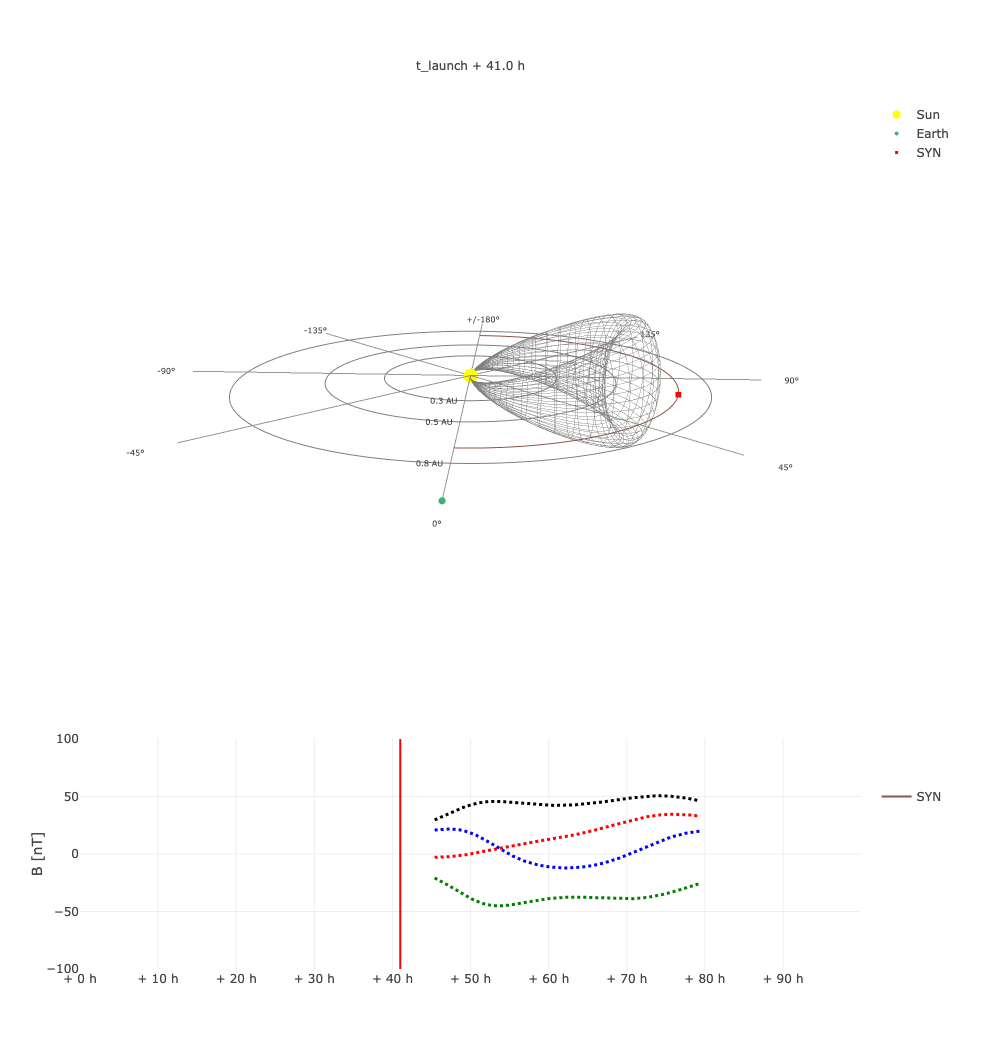 t_launch + 41.0 h
Sun
Earth
SYN
+/-180°
-135°
135°
-90°
90°
0.3 AU
0.5 AU
-45°
0.8 AU
45°
0°
100
50
SYN
0
B [nT]
−50
−100
+ 0 h
+ 10 h
+ 20 h
+ 30 h
+ 40 h
+ 50 h
+ 60 h
+ 70 h
+ 80 h
+ 90 h